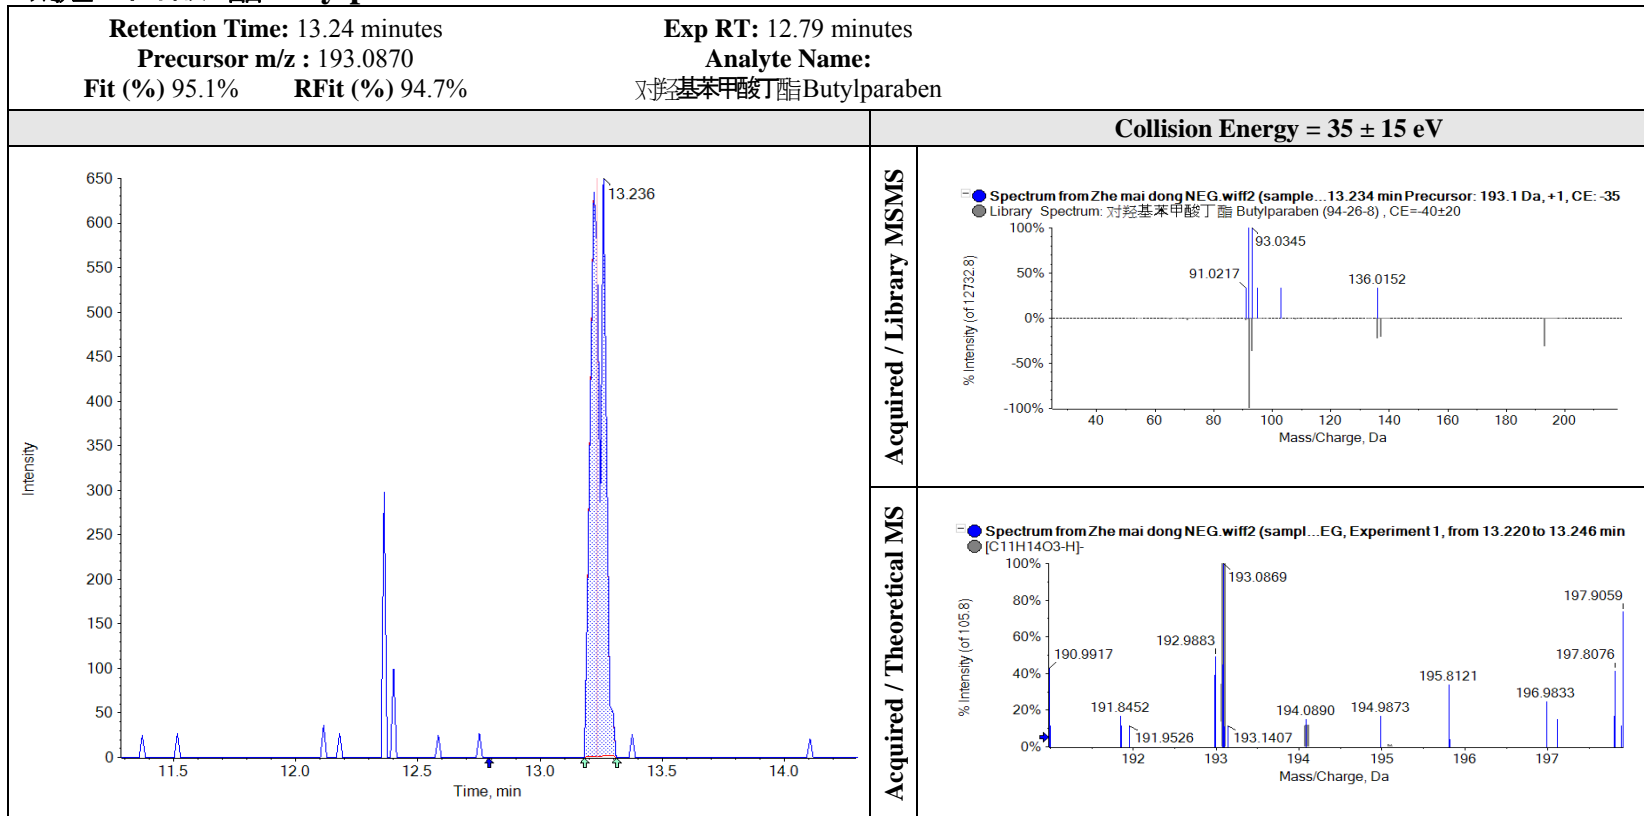 Retention Time: 13.24 minutes
Precursor m/z : 193.0870
Fit (%) 95.1% RFit (%) 94.7%
Exp RT: 12.79 minutes
Analyte Name:
对羟基苯甲酸丁酯Butylparaben
Collision Energy = 35 ± 15 eV
Intensity
650
600
550
500
450
400
350
300
250
200
150
100
50
0
13.236
11.5 12.0 12.5 13.0 13.5 14.0
Time, min
Acquired / Library MSMS
Spectrum from Zhe mai dong NEG.wiff2 (sample...13.234 min Precursor: 193.1 Da, +1, CE: -35
Library Spectrum: 对羟基苯甲酸丁酯 Butylparaben (94-26-8) , CE=-40±20
% Intensity (of 12732.8)
100%
50%
0%
-50%
-100%
93.0345
91.0217
136.0152
40 60 80 100 120 140 160 180 200
Mass/Charge, Da
Acquired / Theoretical MS
Spectrum from Zhe mai dong NEG.wiff2 (sampl...EG, Experiment 1, from 13.220 to 13.246 min
[C11H14O3-H]-
% Intensity (of 105.8)
100%
80%
60%
40%
20%
0%
193.0869
197.9059
192.9883
190.9917
197.8076
195.8121
191.8452
194.0890
194.9873
196.9833
191.9526
193.1407
192 193 194 195 196 197
Mass/Charge, Da